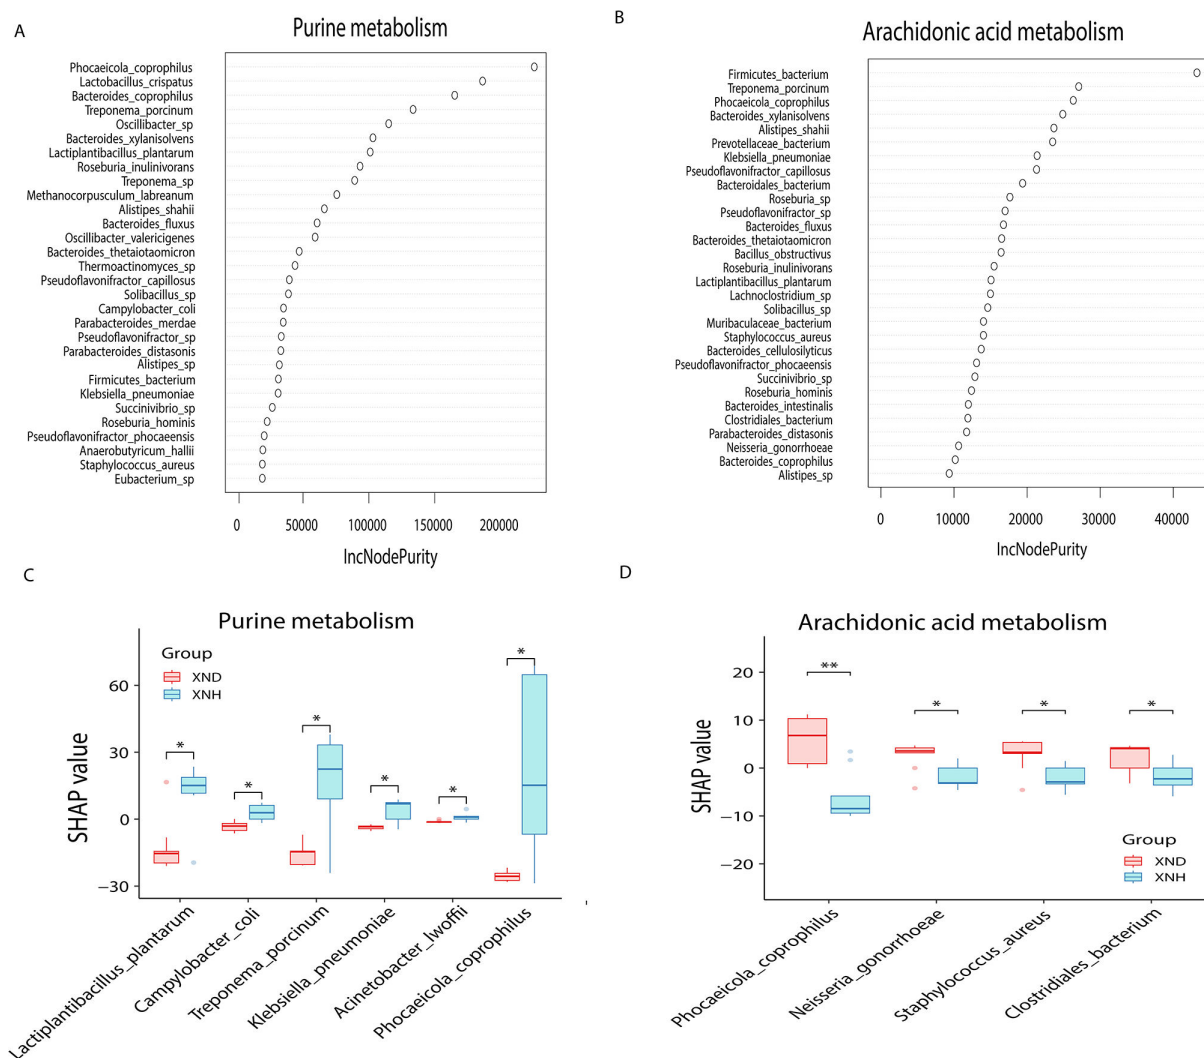 A
Purine metabolism
Phocaeicola_coprophilus
Lactobacillus_crispatus
Bacteroides_coprophilus
Treponema_porcinum
Oscillibacter_sp
Bacteroides_xylanisolvens
Lactiplantibacillus_plantarum
Roseburia_inulinivorans
Treponema_sp
Methanocorpusculum_labreanum
Alistipes_shahii
Bacteroides_fluxus
Oscillibacter_valericigenes
Bacteroides_thetaiotaomicron
Thermoactinomyces_sp
Pseudoflavonifractor_capillosus
Solibacillus_sp
Campylobacter_coli
Parabacteroides_merdae
Pseudoflavonifractor_sp
Parabacteroides_distasonis
Alistipes_sp
Firmicutes_bacterium
Klebsiella_pneumoniae
Succinivibrio_sp
Roseburia_hominis
Pseudoflavonifractor_phocaeensis
Anaerobutyricum_hallii
Staphylococcus_aureus
Eubacterium_sp
0 50000 100000 150000 200000
IncNodePurity
B
Arachidonic acid metabolism
Firmicutes_bacterium
Treponema_porcinum
Phocaeicola_coprophilus
Bacteroides_xylanisolvens
Alistipes_shahii
Prevotellaceae_bacterium
Klebsiella_pneumoniae
Pseudoflavonifractor_capillosus
Bacteroidales_bacterium
Roseburia_sp
Pseudoflavonifractor_sp
Bacteroides_fluxus
Bacteroides_thetaiotaomicron
Bacillus_obstructivus
Roseburia_inulinivorans
Lactiplantibacillus_plantarum
Lachnoclostridium_sp
Solibacillus_sp
Muribaculaceae_bacterium
Staphylococcus_aureus
Bacteroides_cellulosilyticus
Pseudoflavonifractor_phocaeensis
Succinivibrio_sp
Roseburia_hominis
Bacteroides_intestinalis
Clostridiales_bacterium
Parabacteroides_distasonis
Neisseria_gonorrhoeae
Bacteroides_coprophilus
Alistipes_sp
0 10000 20000 30000 40000
IncNodePurity
C
Purine metabolism
Group
XND
XNH
SHAP value
60
30
0
−30
* * * * * *
Lactiplantibacillus_plantarum
Campylobacter_coli
Treponema_porcinum
Klebsiella_pneumoniae
Acinetobacter_lwoffii
Phocaeicola_coprophilus
D
Arachidonic acid metabolism
SHAP value
20
10
0
−10
−20
** * * *
Group
XND
XNH
Phocaeicola_coprophilus
Neisseria_gonorrhoeae
Staphylococcus_aureus
Clostridiales_bacterium